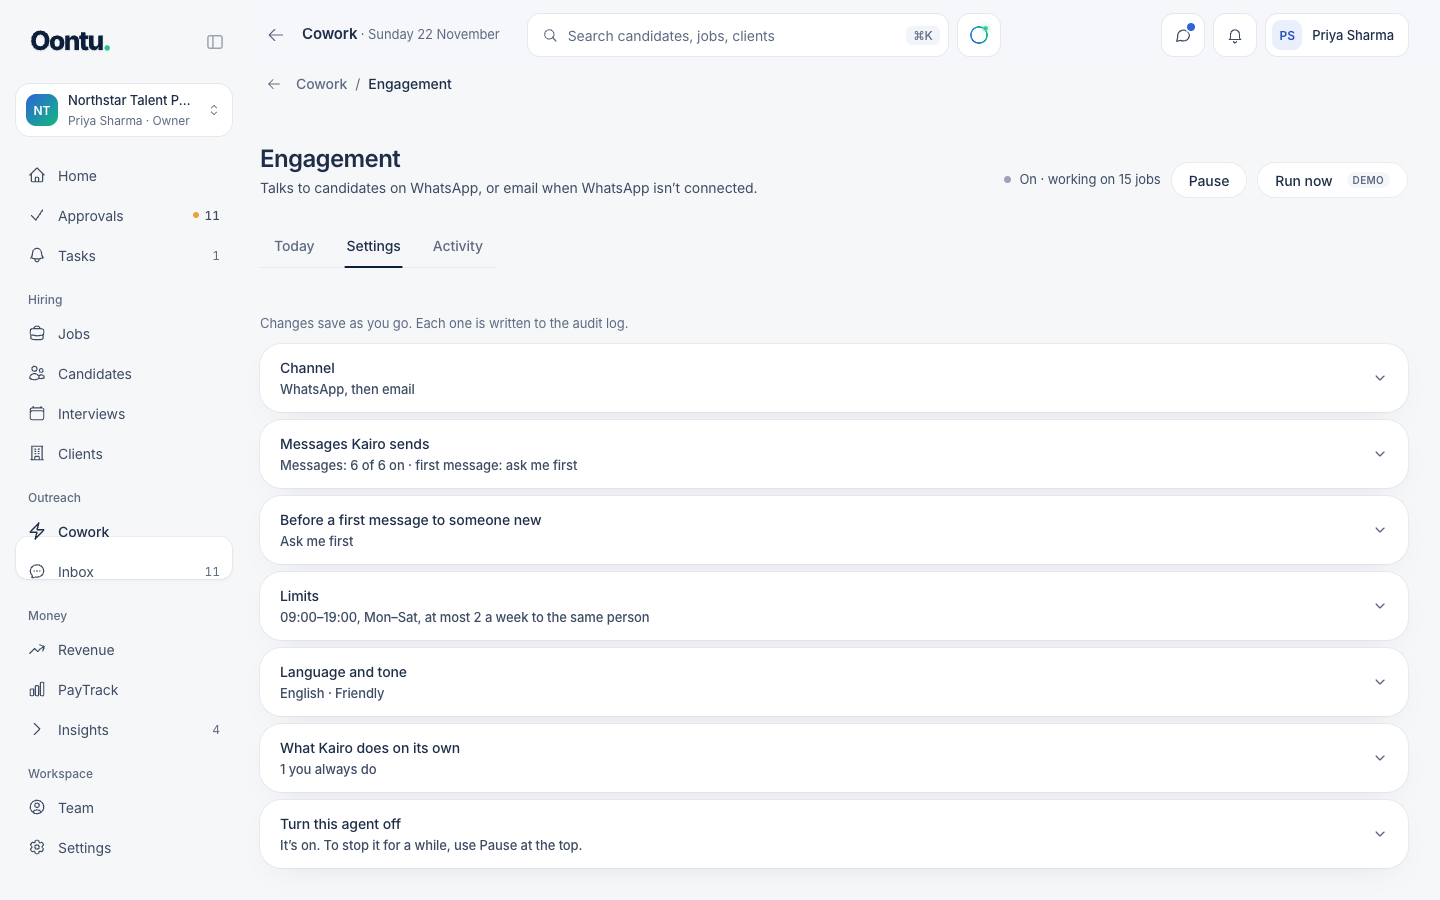 Oontu.
Cowork · Sunday 22 November
Search candidates, jobs, clients
⌘K
PS
Priya Sharma
Cowork / Engagement
NT
Northstar Talent P...
Priya Sharma · Owner
Home
Approvals
11
Tasks
1
Hiring
Jobs
Candidates
Interviews
Clients
Outreach
Cowork
Inbox
11
Money
Revenue
PayTrack
Insights
4
Workspace
Team
Settings
Engagement
Talks to candidates on WhatsApp, or email when WhatsApp isn’t connected.
On · working on 15 jobs
Pause
Run now
DEMO
Today
Settings
Activity
Changes save as you go. Each one is written to the audit log.
Channel
WhatsApp, then email
Messages Kairo sends
Messages: 6 of 6 on · first message: ask me first
Before a first message to someone new
Ask me first
Limits
09:00–19:00, Mon–Sat, at most 2 a week to the same person
Language and tone
English · Friendly
What Kairo does on its own
1 you always do
Turn this agent off
It’s on. To stop it for a while, use Pause at the top.